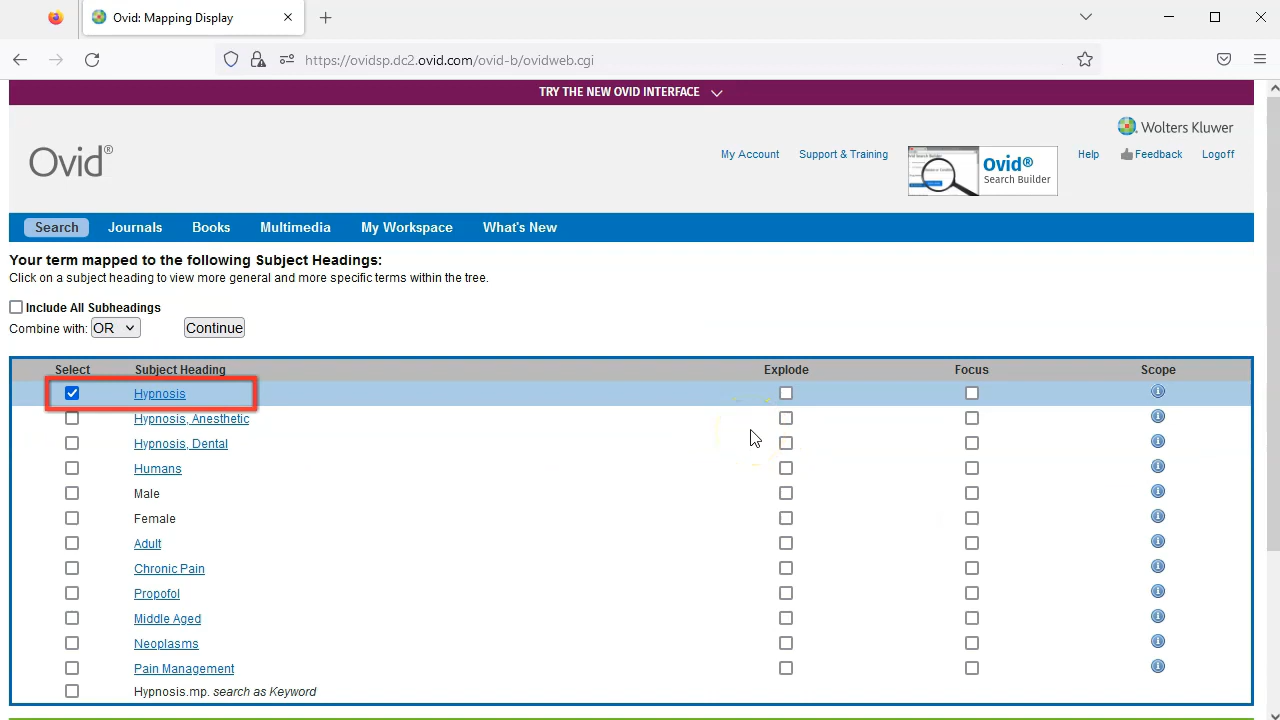 Ovid: Mapping Display
https://ovidsp.dc2.ovid.com/ovid-b/ovidweb.cgi
TRY THE NEW OVID INTERFACE
Wolters Kluwer
Ovid®
My Account Support & Training Ovid® Search Builder Help Feedback Logoff
Search Journals Books Multimedia My Workspace What's New
Your term mapped to the following Subject Headings:
Click on a subject heading to view more general and more specific terms within the tree.
Include All Subheadings
Combine with: OR Continue
Select Subject Heading Explode Focus Scope
Hypnosis
Hypnosis, Anesthetic
Hypnosis, Dental
Humans
Male
Female
Adult
Chronic Pain
Propofol
Middle Aged
Neoplasms
Pain Management
Hypnosis.mp. search as Keyword